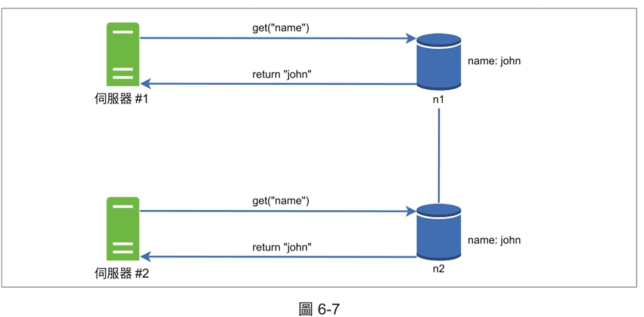 get("name")
return "john"
name: john
伺服器 #1
n1
get("name")
return "john"
name: john
伺服器 #2
n2
圖 6-7